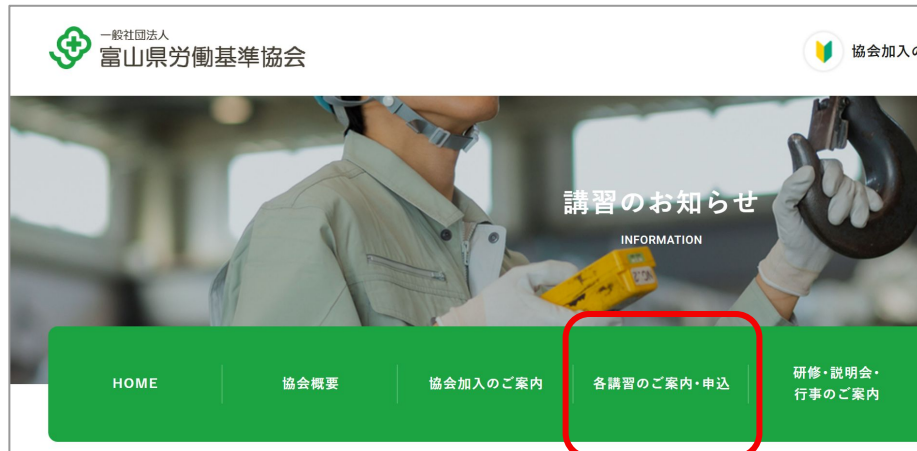 一般社団法人
富山県労働基準協会
協会加入の
講習のお知らせ
INFORMATION
HOME
協会概要
協会加入のご案内
各講習のご案内・申込
研修・説明会・
行事のご案内